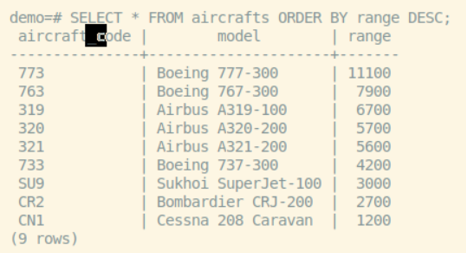 demo=# SELECT * FROM aircrafts ORDER BY range DESC;
aircraft_code | model | range
---------------+---------------------+-------
773 | Boeing 777-300 | 11100
763 | Boeing 767-300 | 7900
319 | Airbus A319-100 | 6700
320 | Airbus A320-200 | 5700
321 | Airbus A321-200 | 5600
733 | Boeing 737-300 | 4200
SU9 | Sukhoi SuperJet-100 | 3000
CR2 | Bombardier CRJ-200 | 2700
CN1 | Cessna 208 Caravan | 1200
(9 rows)